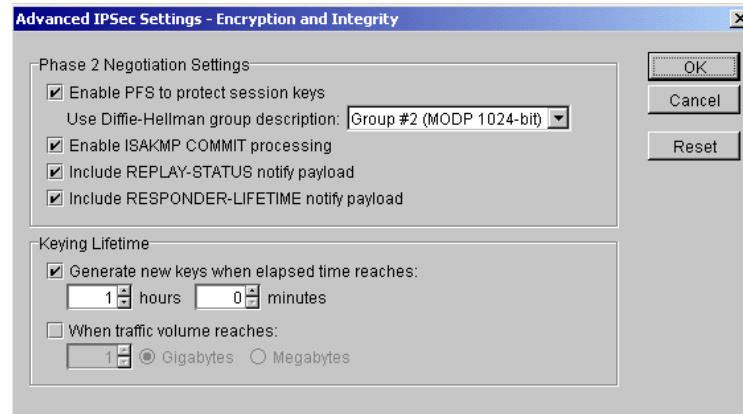 Advanced IPSec Settings - Encryption and Integrity
Phase 2 Negotiation Settings
Enable PFS to protect session keys
Use Diffie-Hellman group description: Group #2 (MODP 1024-bit)
Enable ISAKMP COMMIT processing
Include REPLAY-STATUS notify payload
Include RESPONDER-LIFETIME notify payload
OK
Cancel
Reset
Keying Lifetime
Generate new keys when elapsed time reaches:
1 hours 0 minutes
When traffic volume reaches:
1 Gigabytes Megabytes